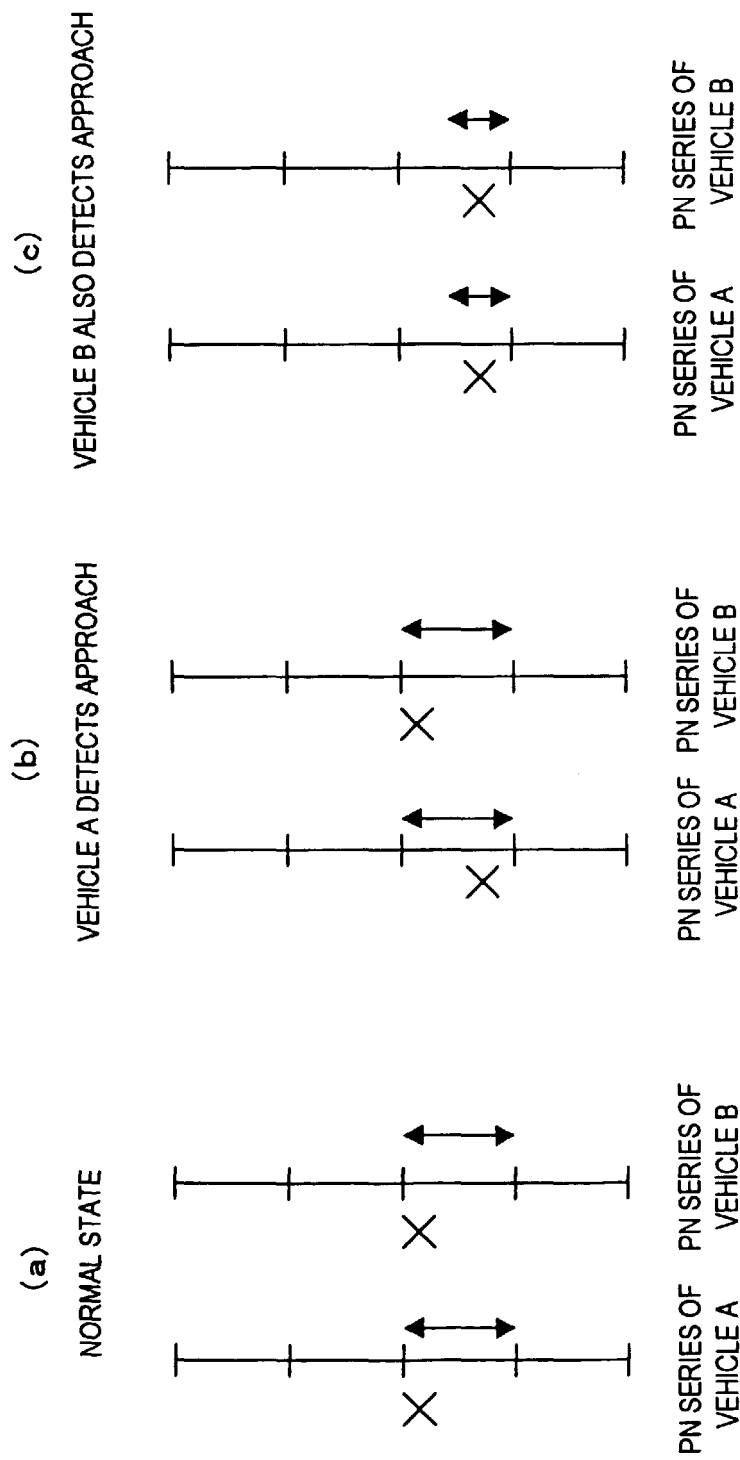 (a)
NORMAL STATE
PN SERIES OF
VEHICLE A
PN SERIES OF
VEHICLE B
(b)
VEHICLE A DETECTS APPROACH
PN SERIES OF
VEHICLE A
PN SERIES OF
VEHICLE B
(c)
VEHICLE B ALSO DETECTS APPROACH
PN SERIES OF
VEHICLE A
PN SERIES OF
VEHICLE B